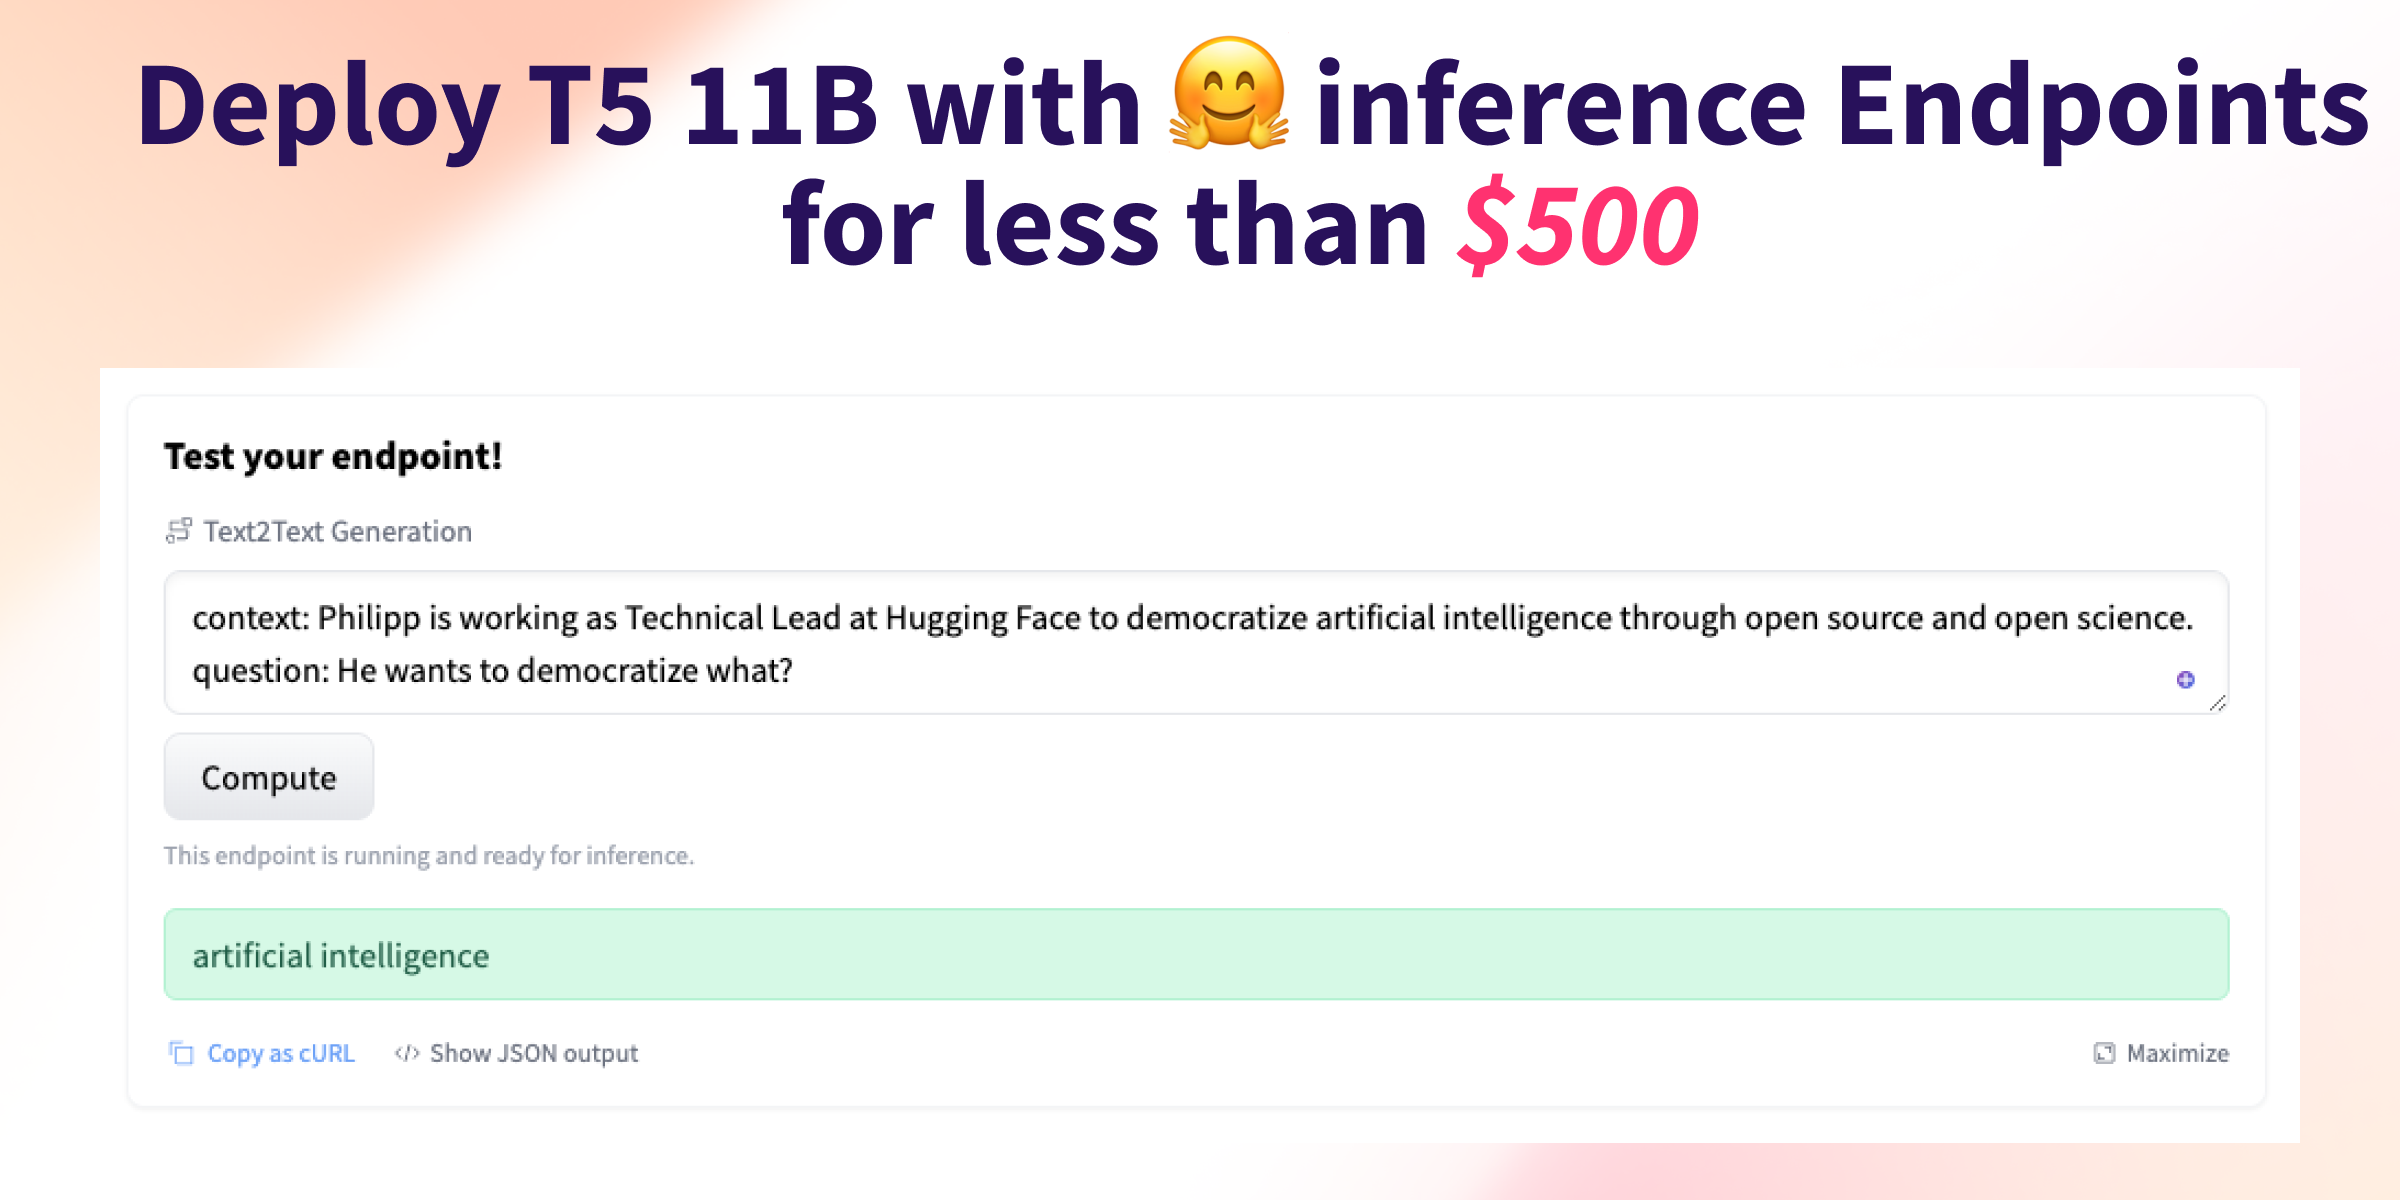 Deploy T5 11B with 🤗 inference Endpoints
for less than $500
Test your endpoint!
Text2Text Generation
context: Philipp is working as Technical Lead at Hugging Face to democratize artificial intelligence through open source and open science.
question: He wants to democratize what?
Compute
This endpoint is running and ready for inference.
artificial intelligence
Copy as cURL </> Show JSON output Maximize